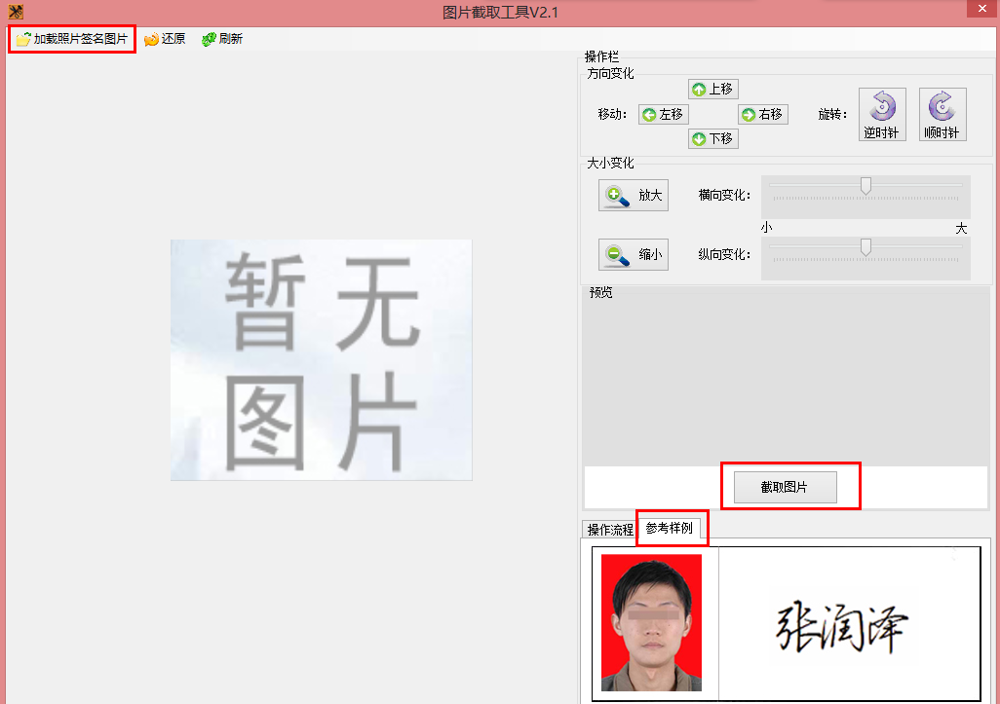 图片截取工具V2.1
加载照片签名图片 还原 刷新
操作栏
方向变化
上移
移动： 左移 右移 旋转： 逆时针 顺时针
下移
大小变化
放大 横向变化：
小 大
缩小 纵向变化：
预览
暂无
图片
截取图片
操作流程 参考样例
张润泽